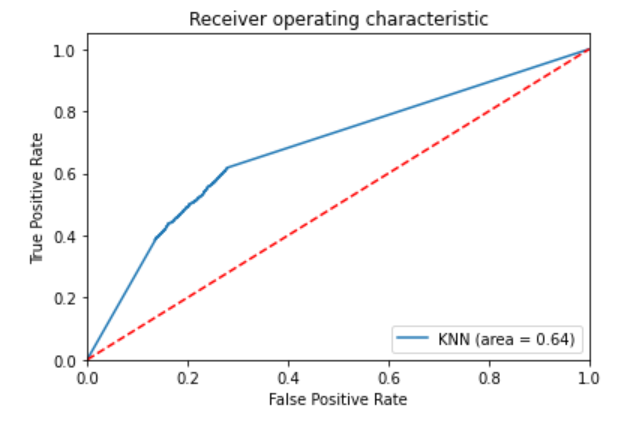 Receiver operating characteristic
1.0
0.8
0.6
0.4
0.2
0.0
True Positive Rate
KNN (area = 0.64)
0.0 0.2 0.4 0.6 0.8 1.0
False Positive Rate